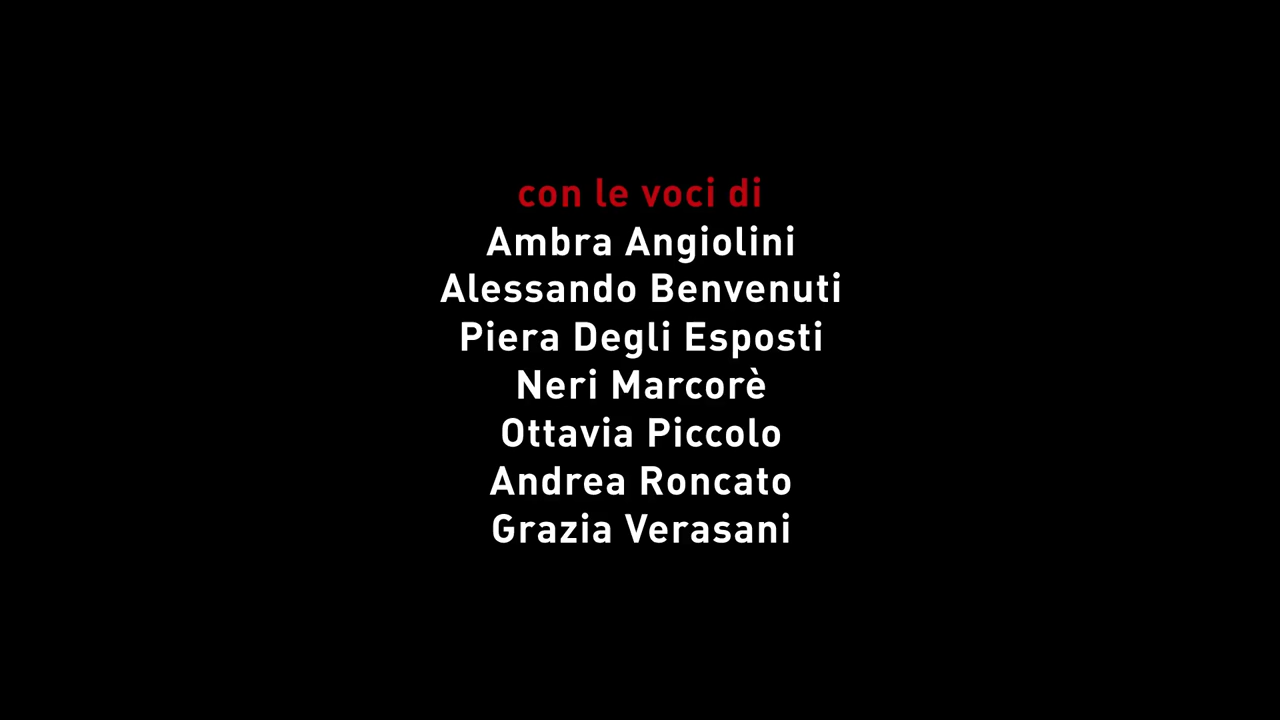 con le voci di
Ambra Angiolini
Alessando Benvenuti
Piera Degli Esposti
Neri Marcorè
Ottavia Piccolo
Andrea Roncato
Grazia Verasani